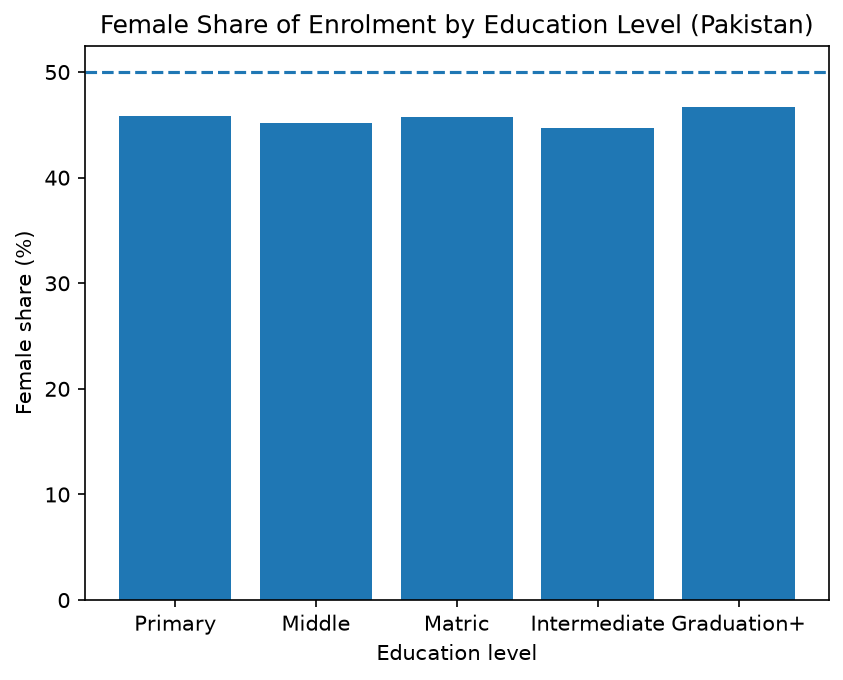 Female Share of Enrolment by Education Level (Pakistan)
50
40
30
20
10
0
Female share (%)
Primary Middle Matric Intermediate Graduation+
Education level